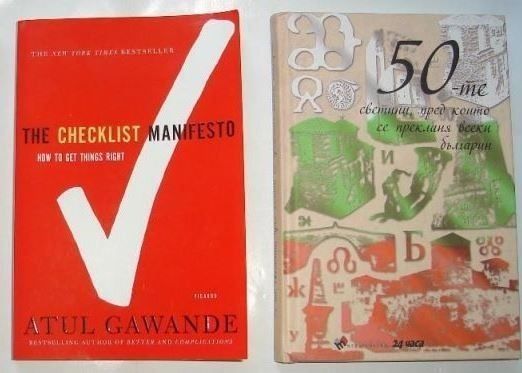 THE NEW YORK TIMES BESTSELLER
THE CHECKLIST MANIFESTO
HOW TO GET THINGS RIGHT
PICADOR
ATUL GAWANDE
BESTSELLING AUTHOR OF BETTER AND COMPLICATIONS
50-те
светини, пред които
се прекланя всеки
българин
И
Б
Ж
24 часа